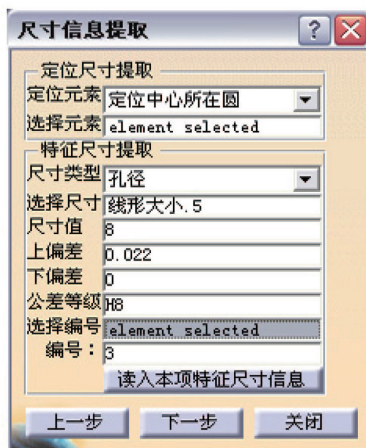 尺寸信息提取
定位尺寸提取
定位元素 定位中心所在圆
选择元素 element selected
特征尺寸提取
尺寸类型 孔径
选择尺寸 线形大小.5
尺寸值 8
上偏差 0.022
下偏差 0
公差等级 H8
选择编号 element selected
编号：3
读入本项特征尺寸信息
上一步 下一步 关闭